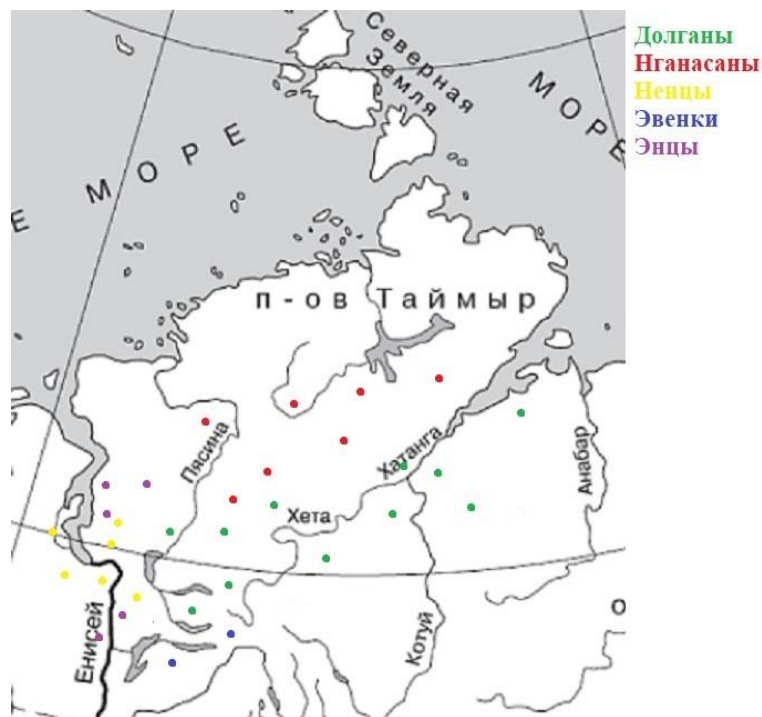 Северная
Земля
МОРЕ
Е МОРЕ
п-ов Таймыр
Пясина
Хатанга
Анабар
Хета
Енисей
Котуй
О
Долганы
Нганасаны
Ненцы
Эвенки
Энцы